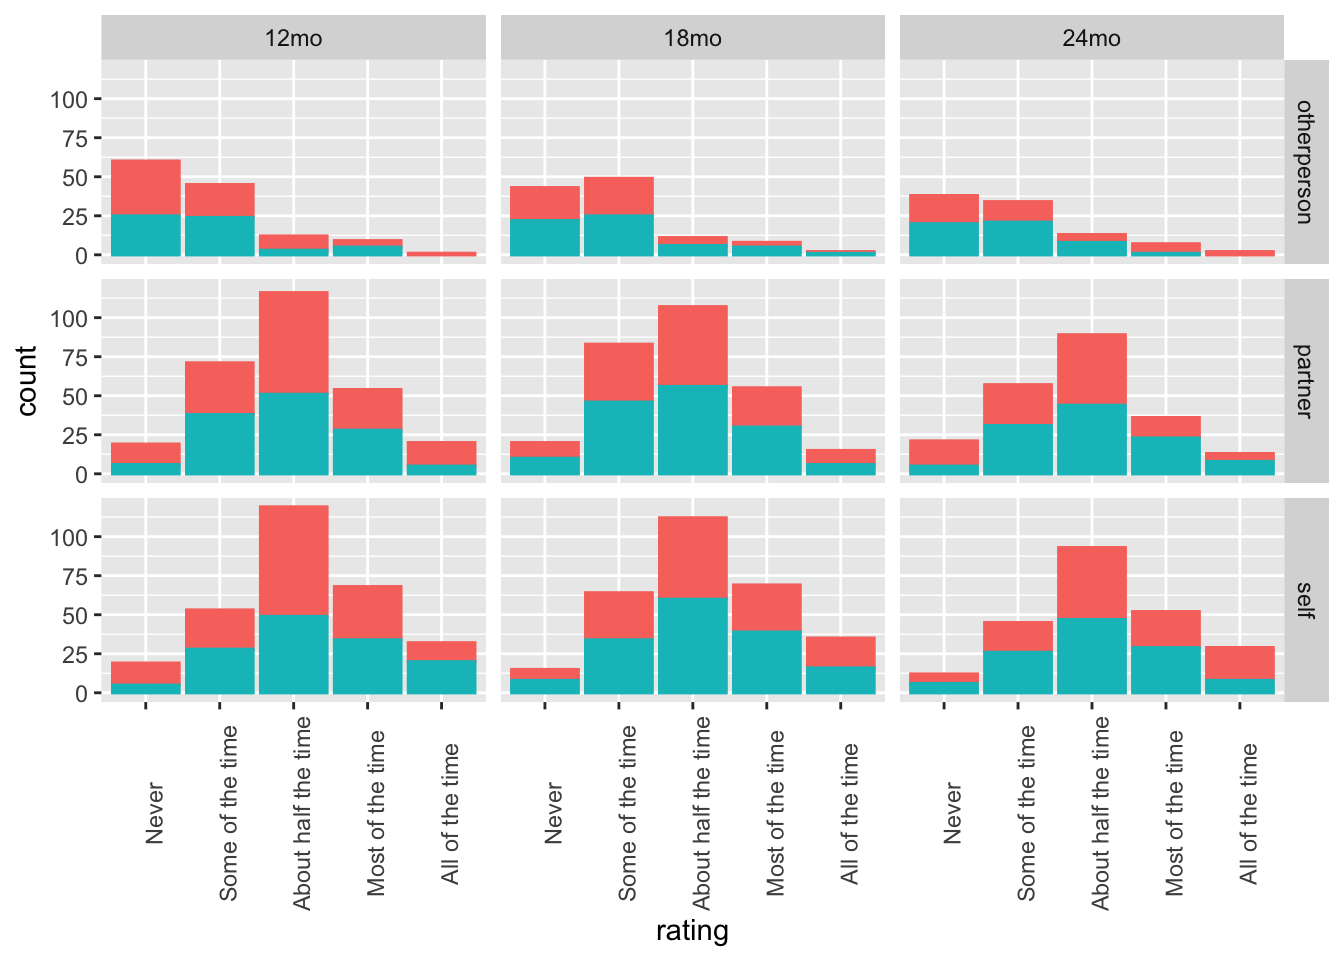 12mo
18mo
24mo
100
75
50
25
0
otherperson
100
75
50
25
0
partner
100
75
50
25
0
self
count
Never
Some of the time
About half the time
Most of the time
All of the time
Never
Some of the time
About half the time
Most of the time
All of the time
Never
Some of the time
About half the time
Most of the time
All of the time
rating